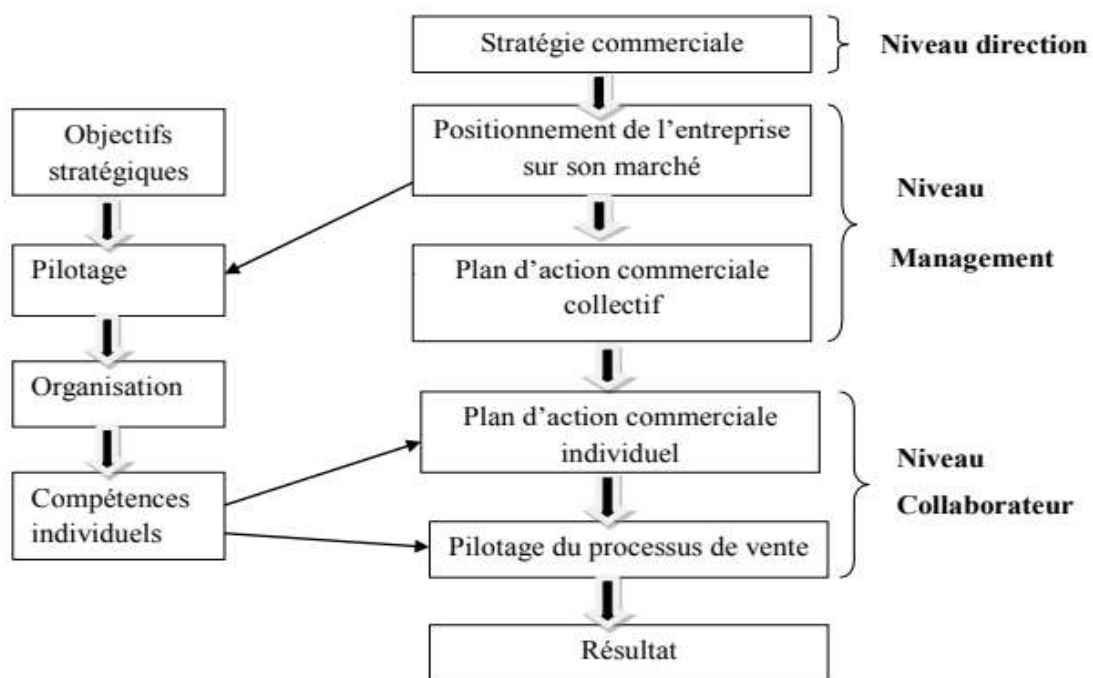 Stratégie commerciale
Niveau direction
Objectifs
stratégiques
Positionnement de l'entreprise
sur son marché
Niveau
Management
Pilotage
Plan d'action commerciale
collectif
Organisation
Plan d'action commerciale
individuel
Niveau
Collaborateur
Compétences
individuels
Pilotage du processus de vente
Résultat